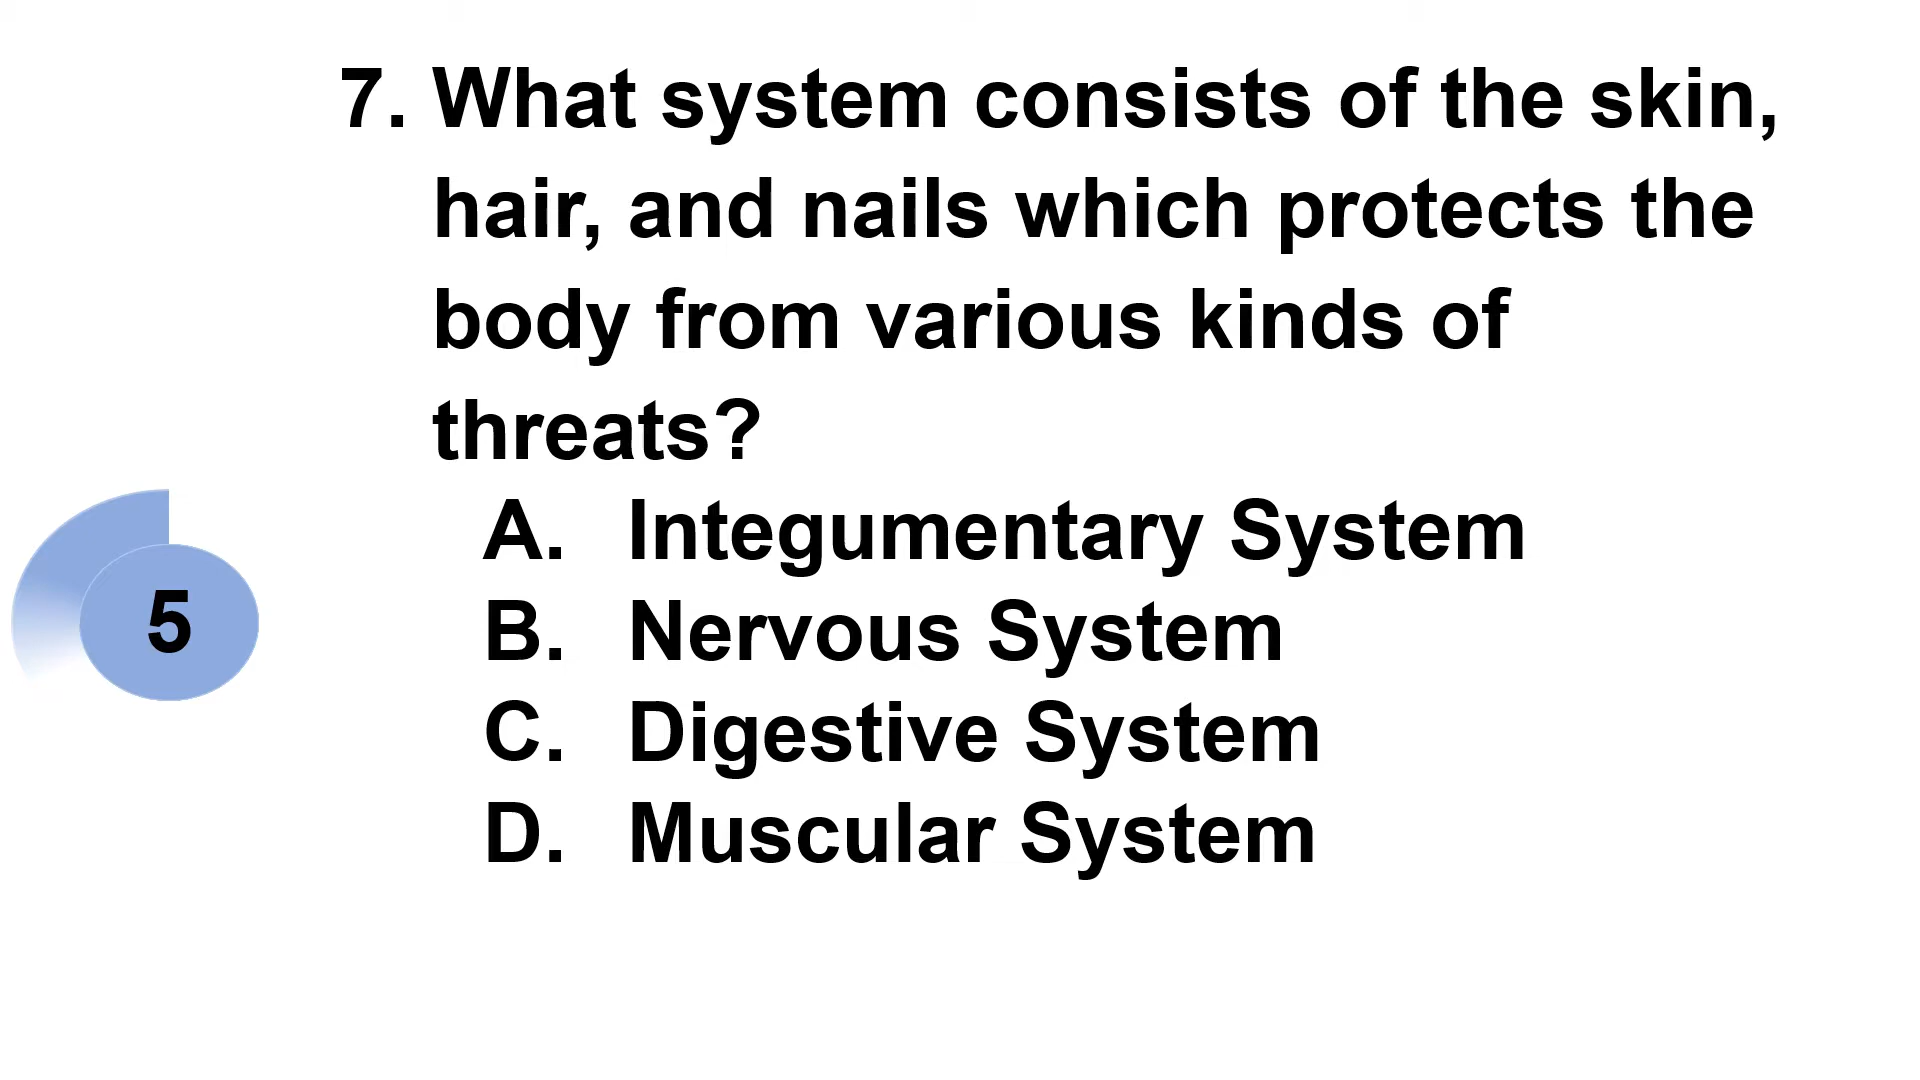 7. What system consists of the skin,
hair, and nails which protects the
body from various kinds of
threats?
A. Integumentary System
5
B. Nervous System
C. Digestive System
D. Muscular System